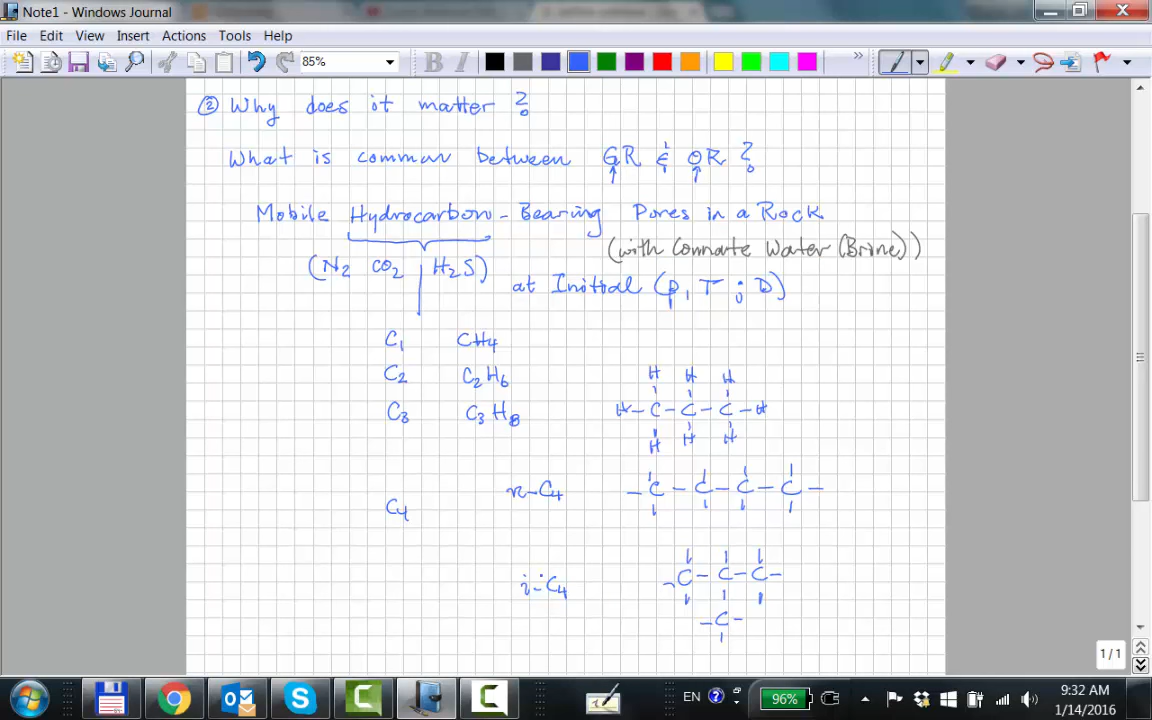 Note1 - Windows Journal
File Edit View Insert Actions Tools Help
85%
② Why does it matter ?
What is common between GR & OR ?
Mobile Hydrocarbon - Bearing Pores in a Rock
(with Connate Water (Brine))
(N2 CO2 H2S)
at Initial (p, T ; D)
C1 CH4
C2 C2H6
C3 C3H8
H H H
H-C-C-C-H
H H H
n-C4 -C-C-C-C-
C4
i-C4 -C-C-C-
-C-
1/1
EN 96% 9:32 AM
1/14/2016